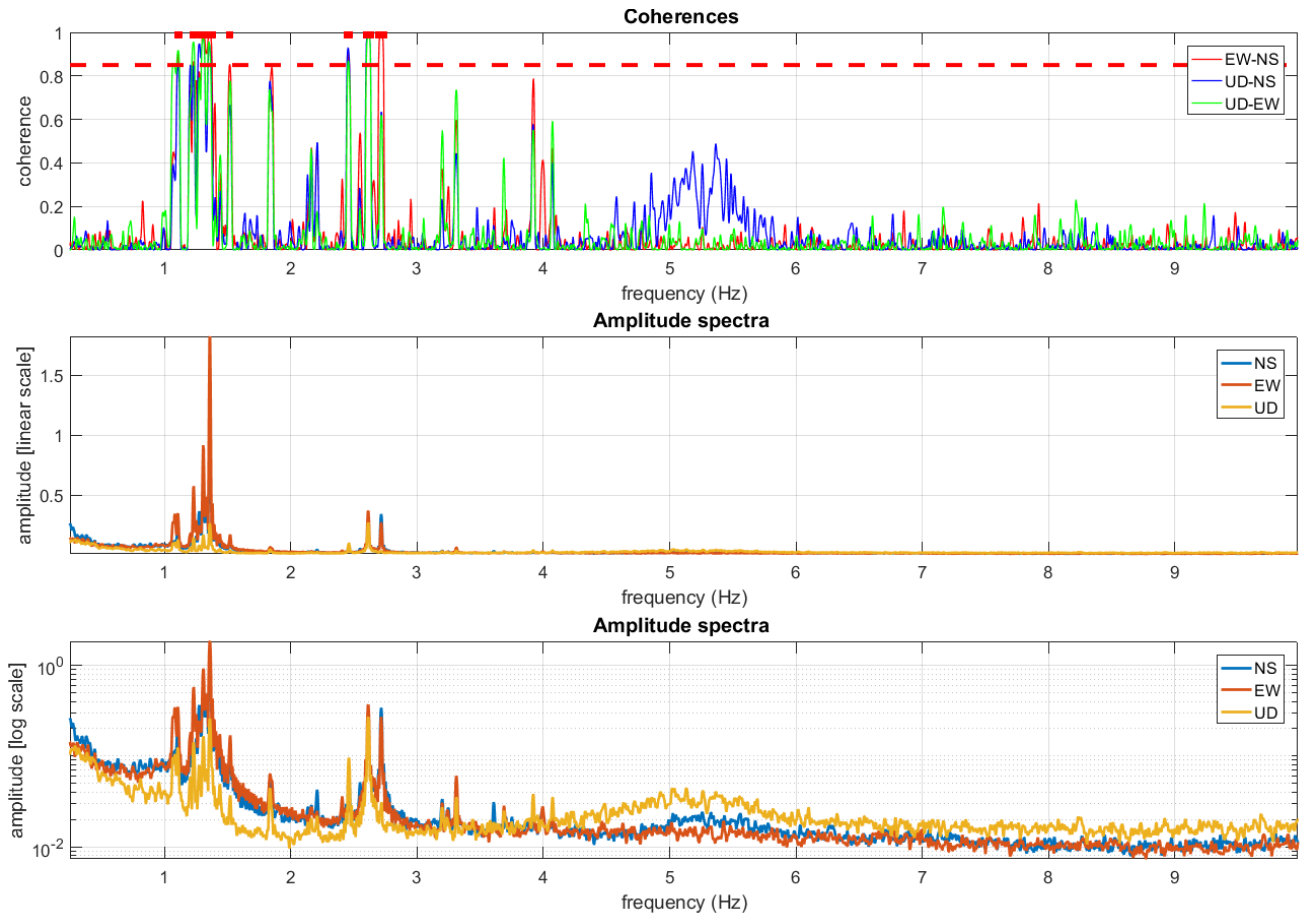 Coherences
coherence
1
0.8
0.6
0.4
0.2
0
EW-NS
UD-NS
UD-EW
1 2 3 4 5 6 7 8 9
frequency (Hz)
Amplitude spectra
amplitude [linear scale]
1.5
1
0.5
NS
EW
UD
1 2 3 4 5 6 7 8 9
frequency (Hz)
Amplitude spectra
amplitude [log scale]
10^0
10^-2
NS
EW
UD
1 2 3 4 5 6 7 8 9
frequency (Hz)